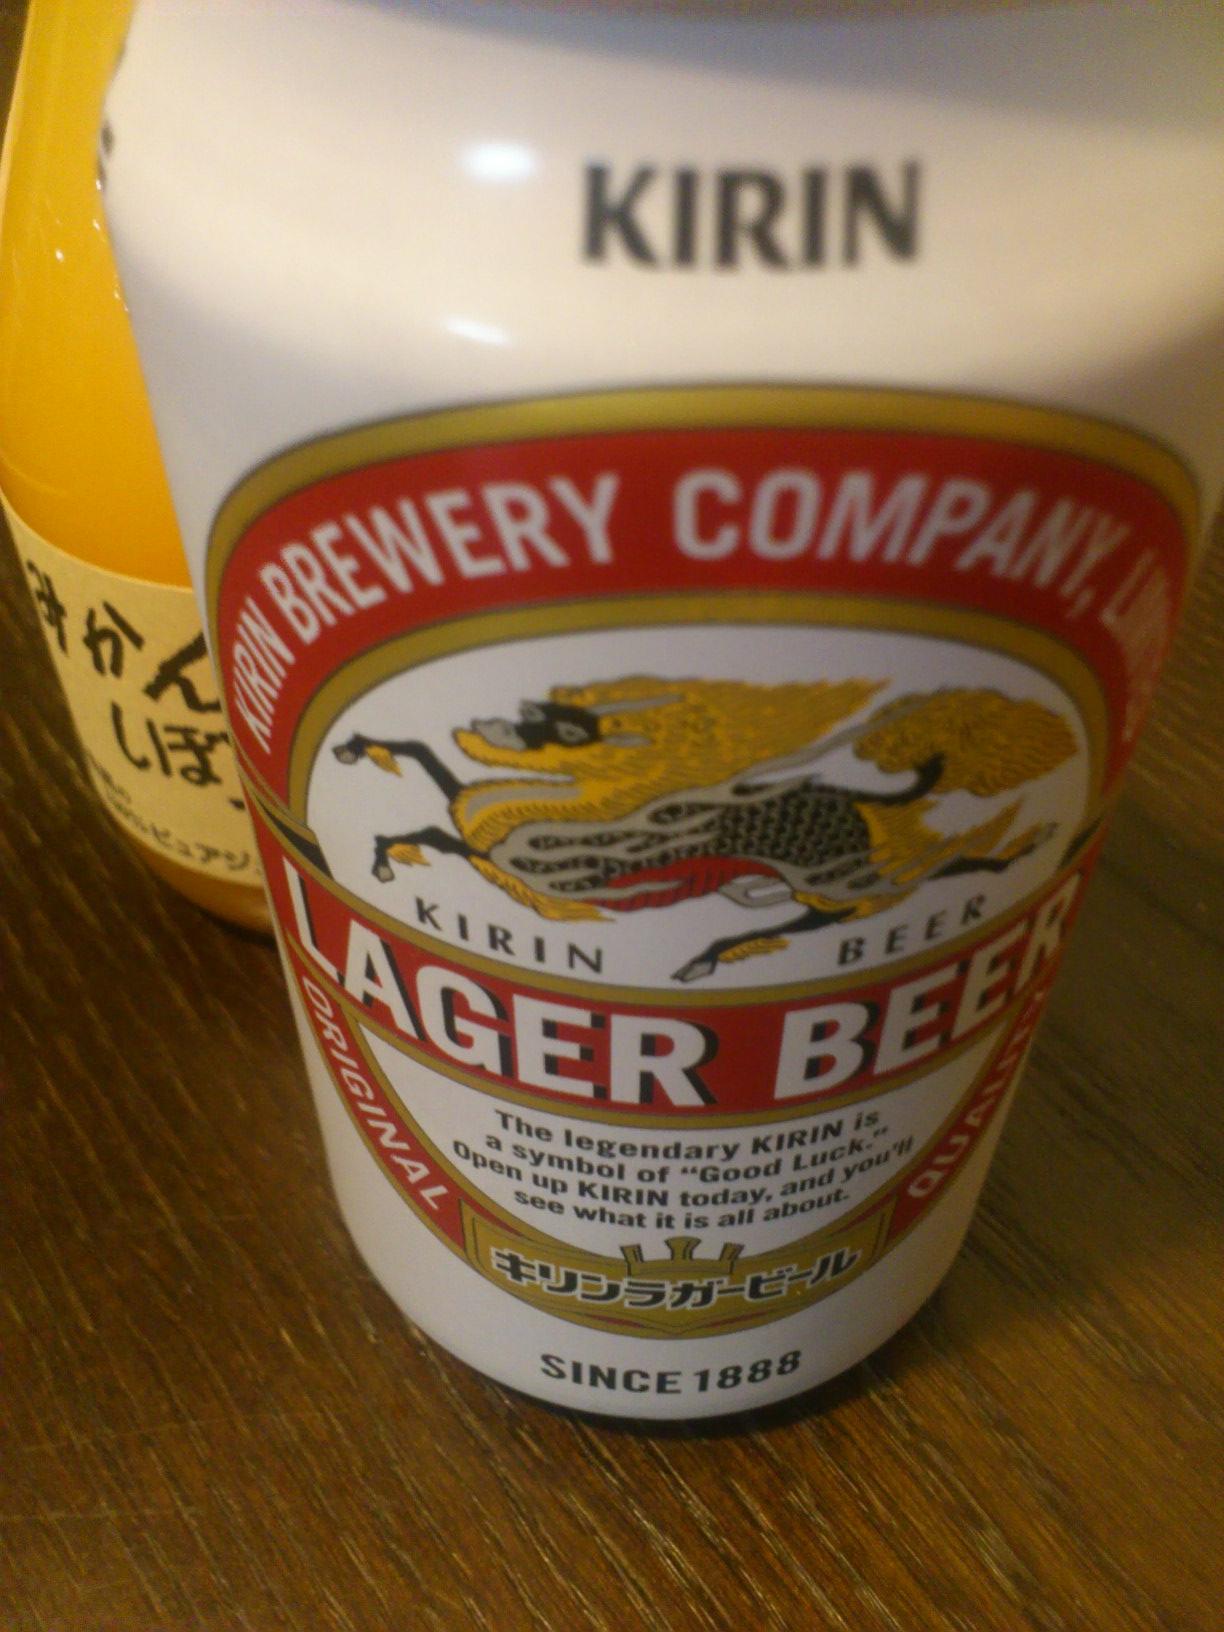 KIRIN
KIRIN BREWERY COMPANY,
KIRIN BEER
LAGER BEER
ORIGINAL QUALITY
The legendary KIRIN is
a symbol of “Good Luck.”
Open up KIRIN today, and you'll
see what it is all about.
キリンラガービール
SINCE 1888
みかん
しぼ